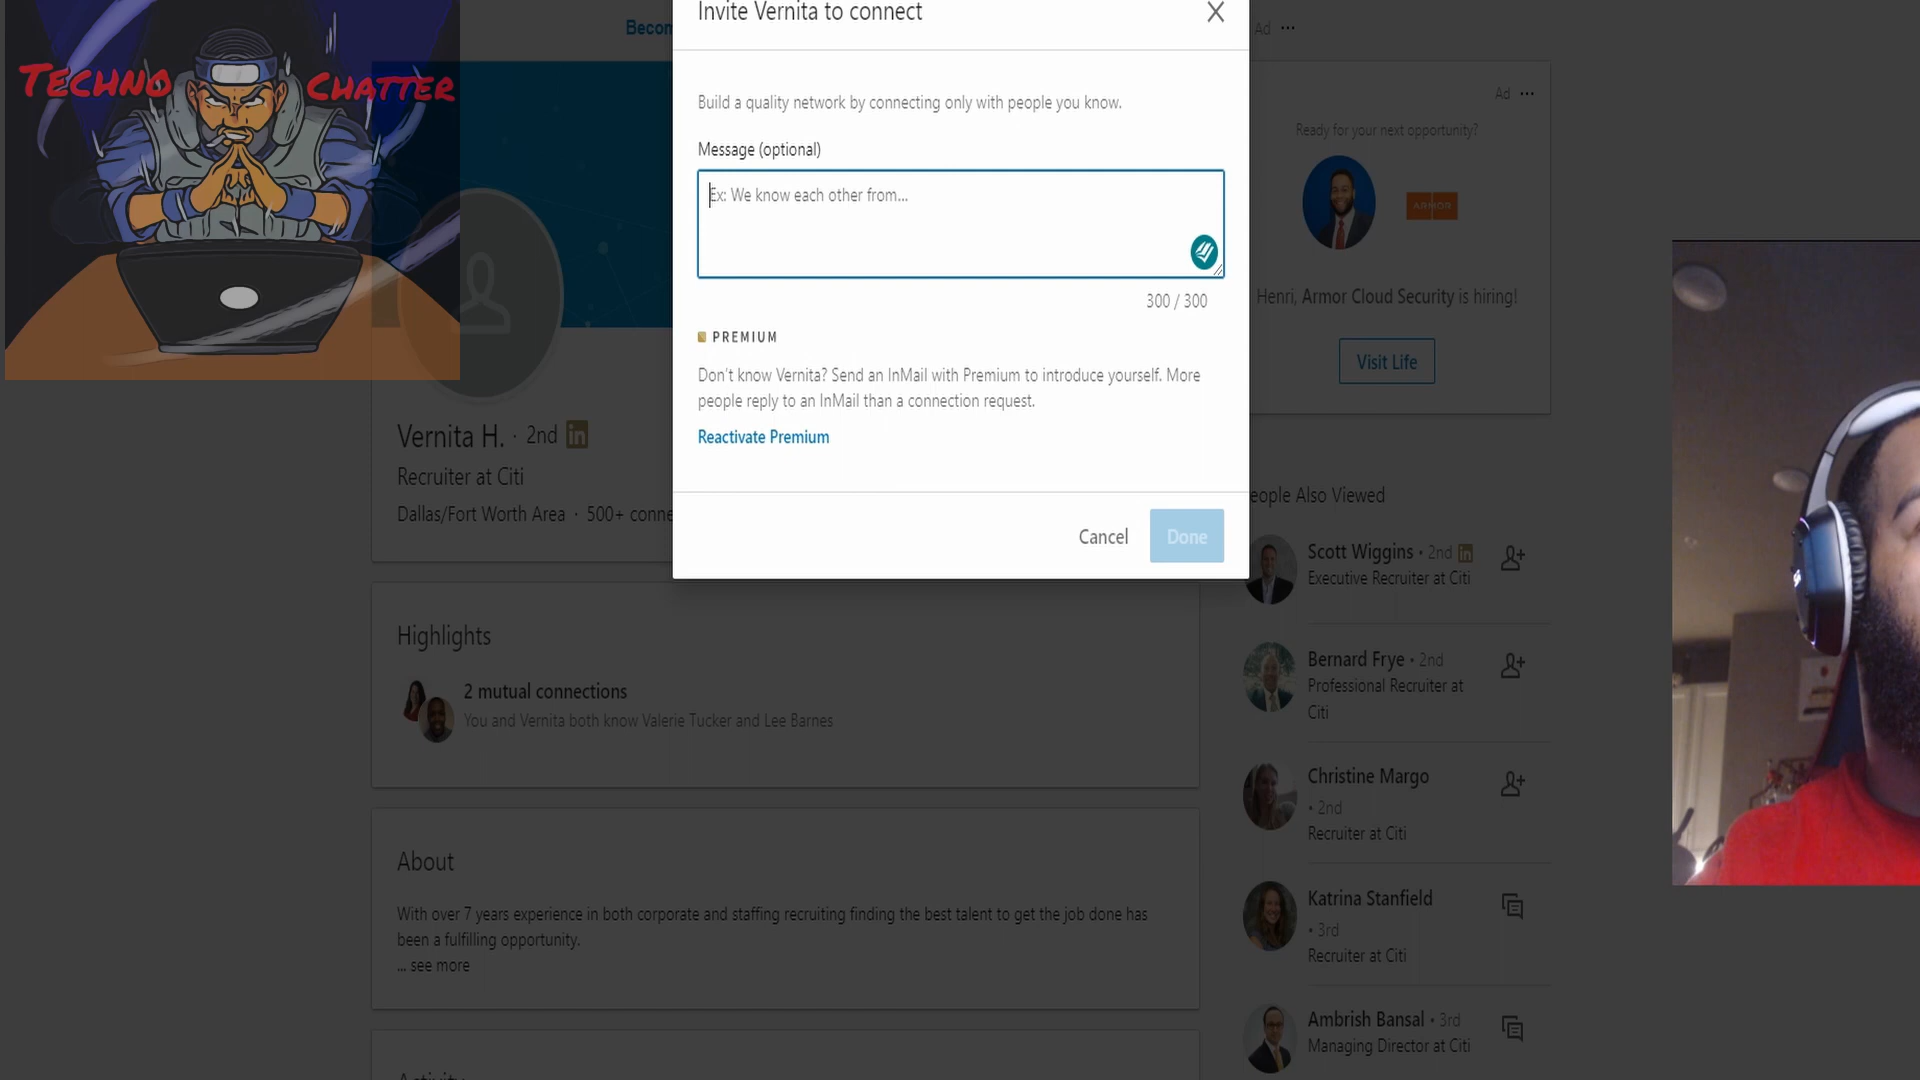 TECHNO CHATTER
Becom
Invite Vernita to connect
Build a quality network by connecting only with people you know.
Message (optional)
Ex: We know each other from...
300 / 300
PREMIUM
Don't know Vernita? Send an InMail with Premium to introduce yourself. More
people reply to an InMail than a connection request.
Reactivate Premium
Cancel
Done
Vernita H. · 2nd in
Recruiter at Citi
Dallas/Fort Worth Area · 500+ conne
Highlights
2 mutual connections
You and Vernita both know Valerie Tucker and Lee Barnes
About
With over 7 years experience in both corporate and staffing recruiting finding the best talent to get the job done has
been a fulfilling opportunity.
... see more
Activity
Ad ...
Ad ...
Ready for your next opportunity?
ARMOR
Henri, Armor Cloud Security is hiring!
Visit Life
eople Also Viewed
Scott Wiggins • 2nd in
Executive Recruiter at Citi
Bernard Frye • 2nd
Professional Recruiter at
Citi
Christine Margo
• 2nd
Recruiter at Citi
Katrina Stanfield
• 3rd
Recruiter at Citi
Ambrish Bansal • 3rd
Managing Director at Citi